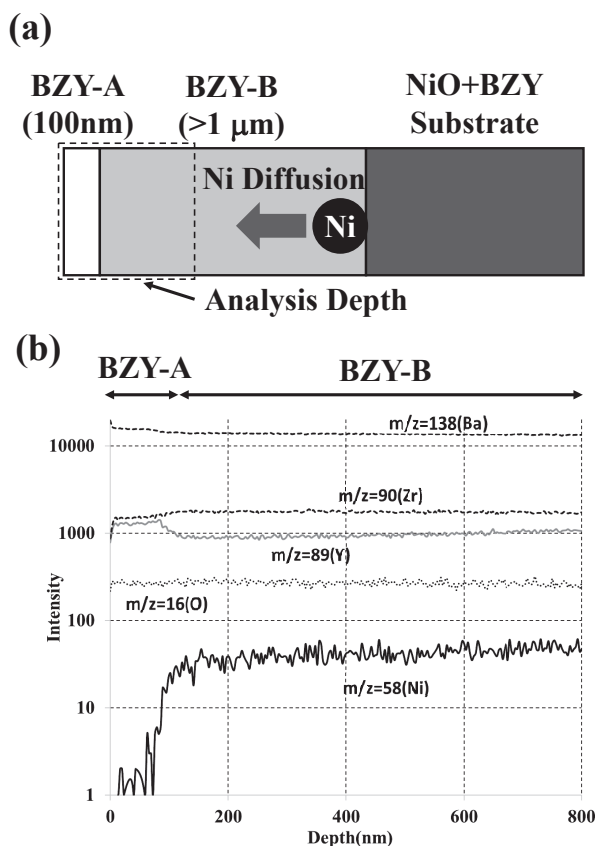 (a)
BZY-A BZY-B NiO+BZY
(100nm) (>1 μm) Substrate
Ni Diffusion
Ni
Analysis Depth
(b)
BZY-A BZY-B
10000
1000
100
10
1
Intensity
m/z=138(Ba)
m/z=90(Zr)
m/z=89(Y)
m/z=16(O)
m/z=58(Ni)
0 200 400 600 800
Depth(nm)